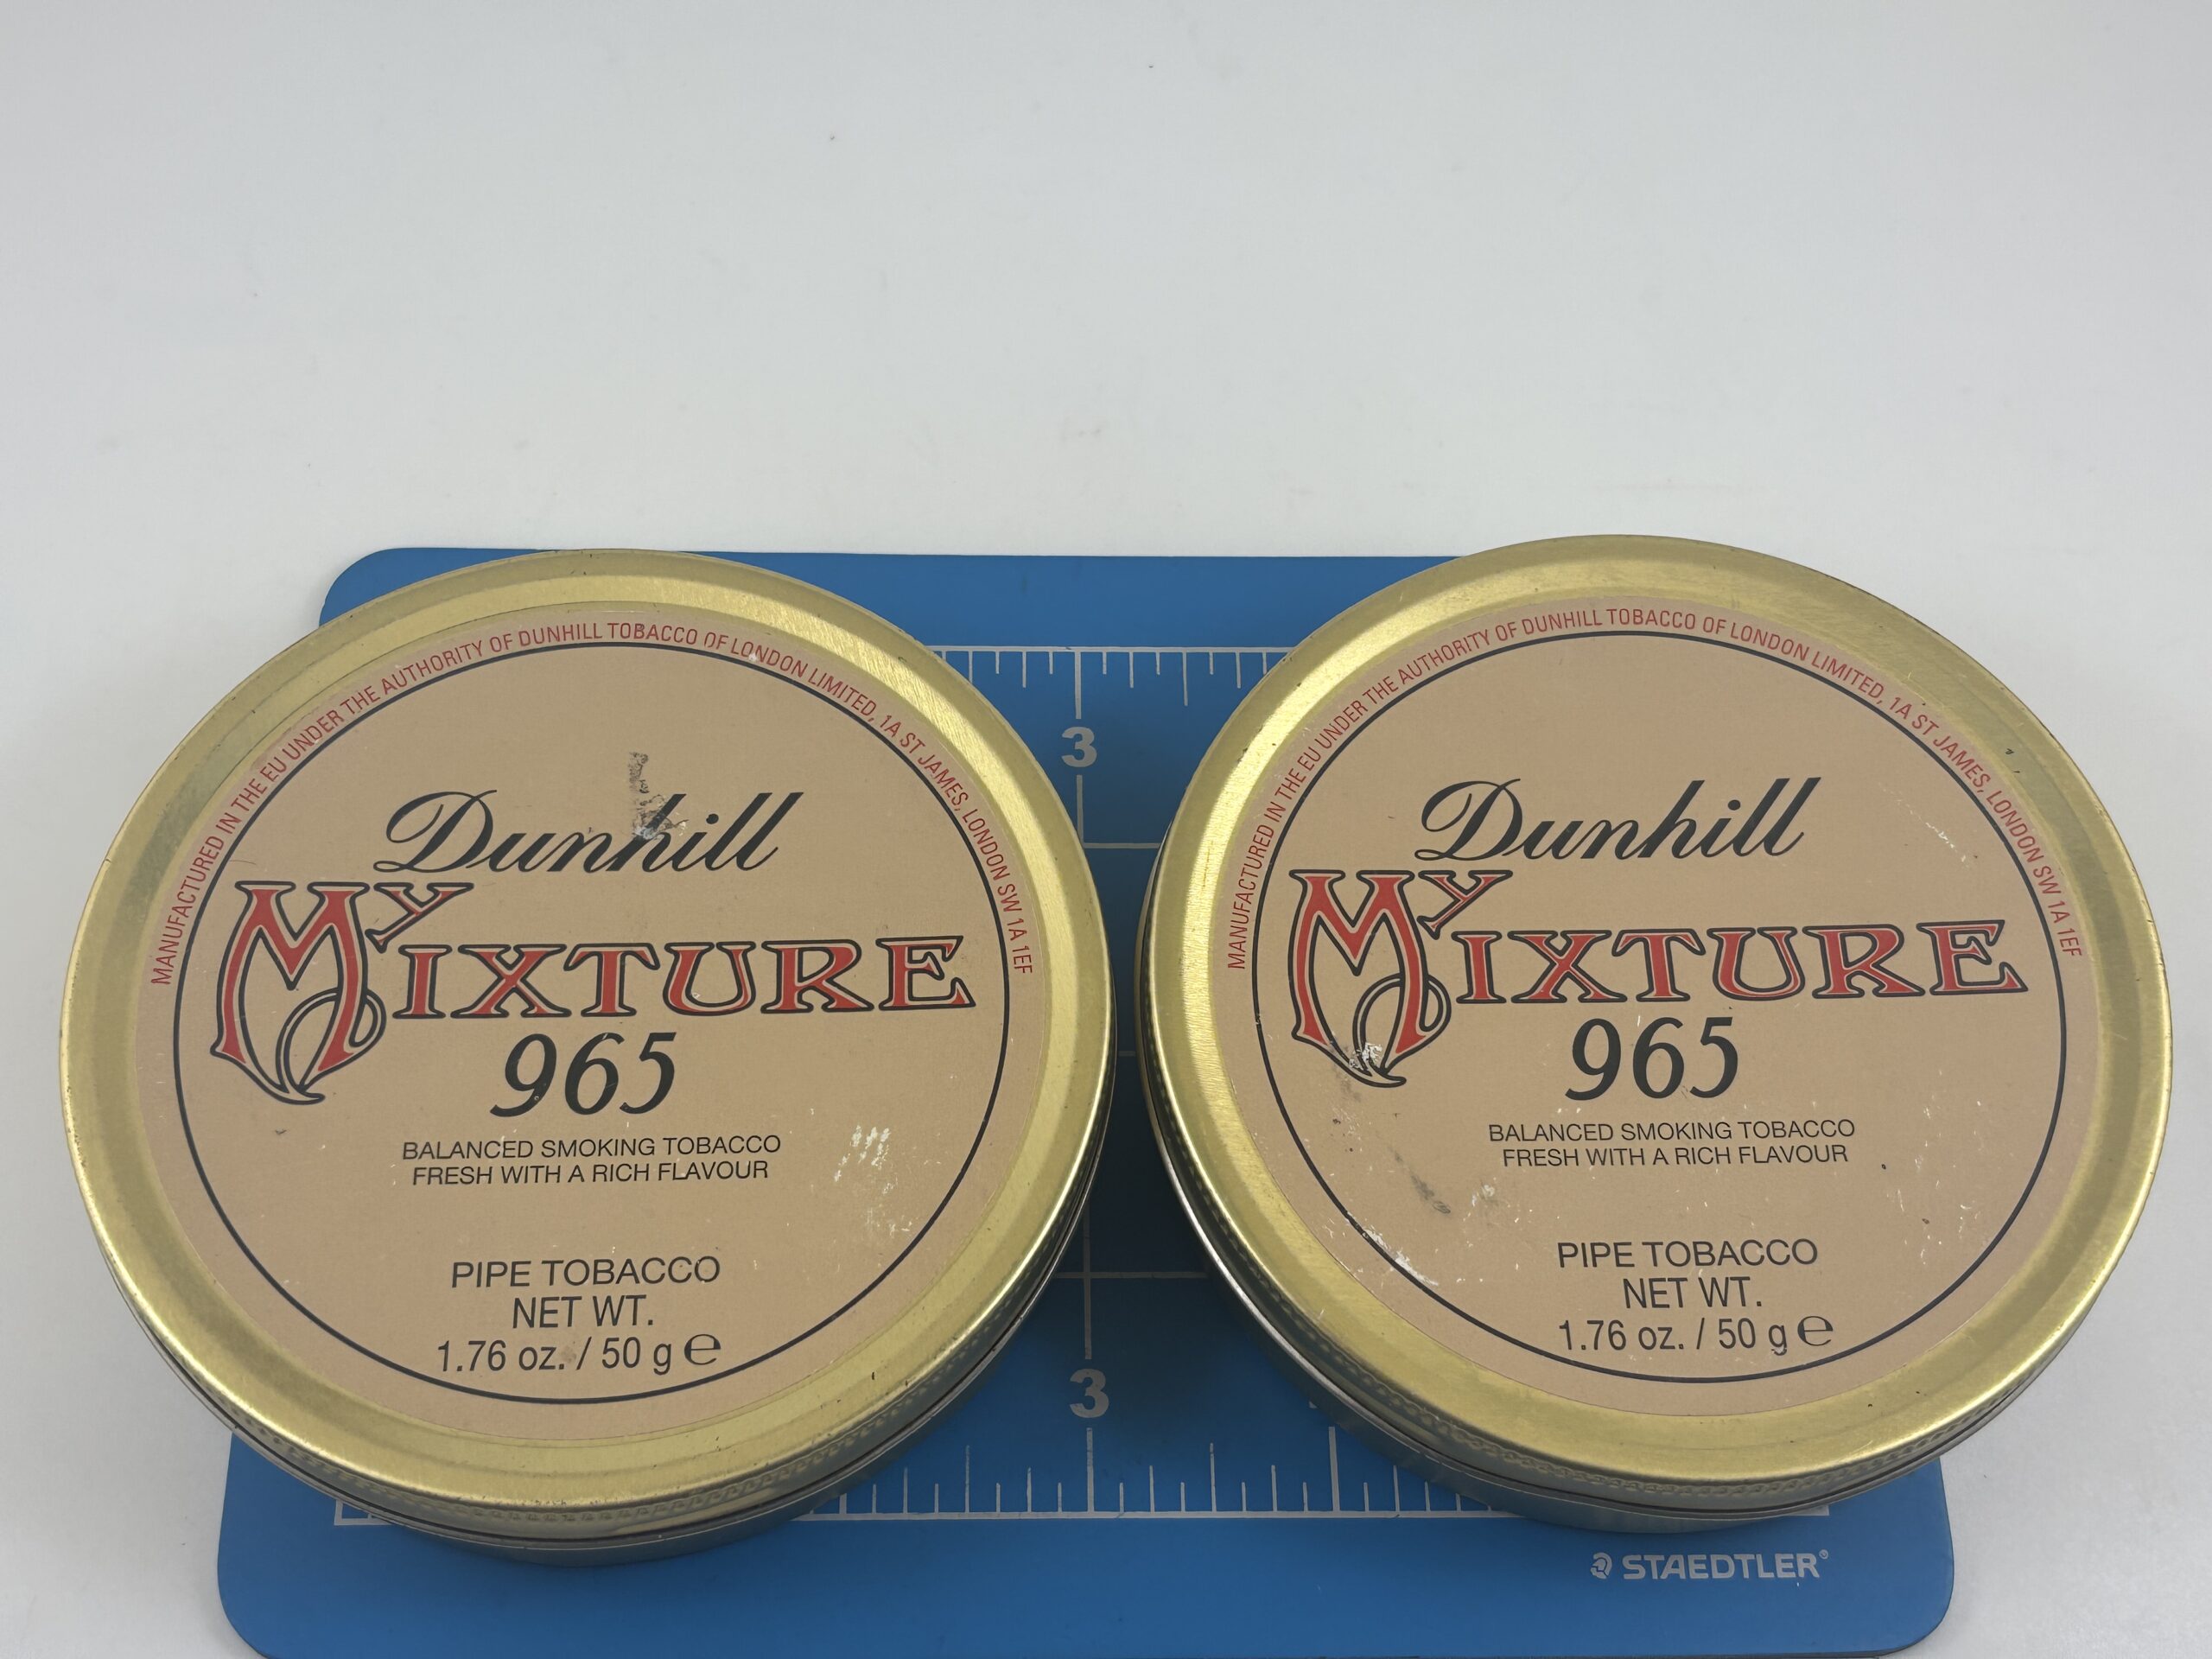 MANUFACTURED IN THE EU UNDER THE AUTHORITY OF DUNHILL TOBACCO OF LONDON LIMITED, 1A ST JAMES, LONDON SW 1A 1EF
Dunhill
MY MIXTURE
965
BALANCED SMOKING TOBACCO
FRESH WITH A RICH FLAVOUR
PIPE TOBACCO
NET WT.
1.76 oz. / 50 g e
MANUFACTURED IN THE EU UNDER THE AUTHORITY OF DUNHILL TOBACCO OF LONDON LIMITED, 1A ST JAMES, LONDON SW 1A 1EF
Dunhill
MY MIXTURE
965
BALANCED SMOKING TOBACCO
FRESH WITH A RICH FLAVOUR
PIPE TOBACCO
NET WT.
1.76 oz. / 50 g e
3
3
STAEDTLER®